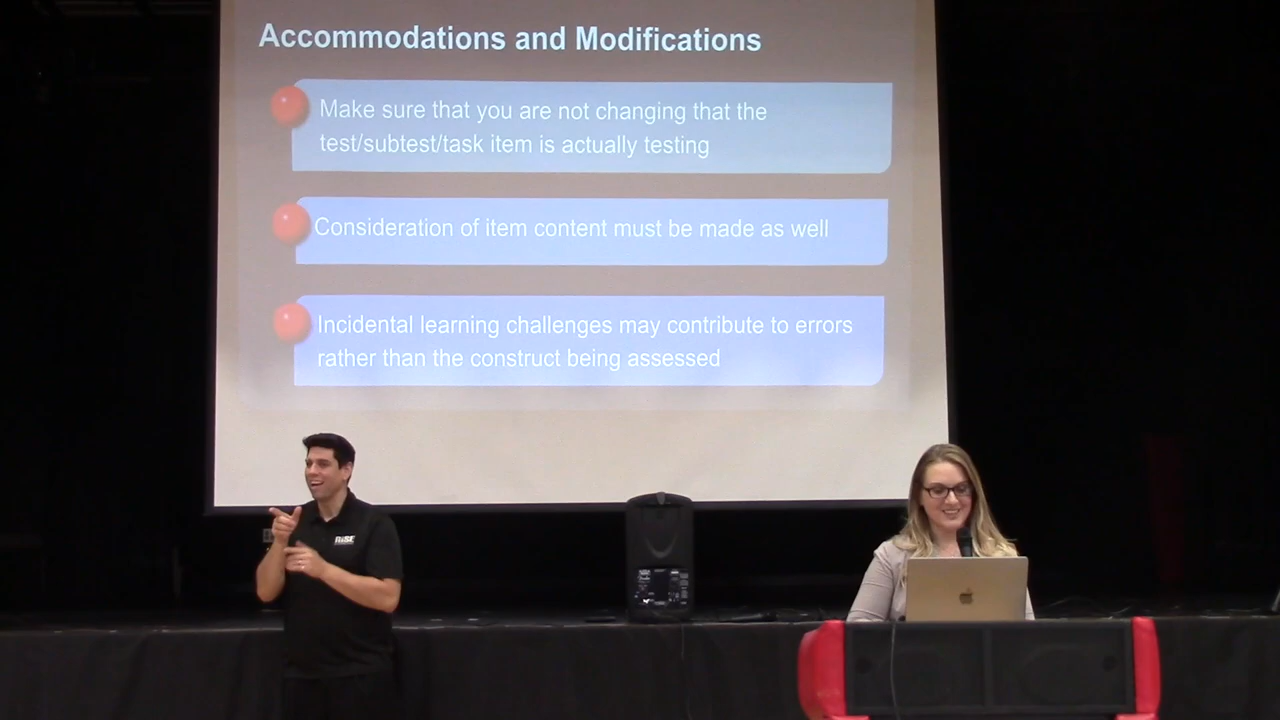 Accommodations and Modifications
Make sure that you are not changing that the
test/subtest/task item is actually testing
Consideration of item content must be made as well
Incidental learning challenges may contribute to errors
rather than the construct being assessed
RISE